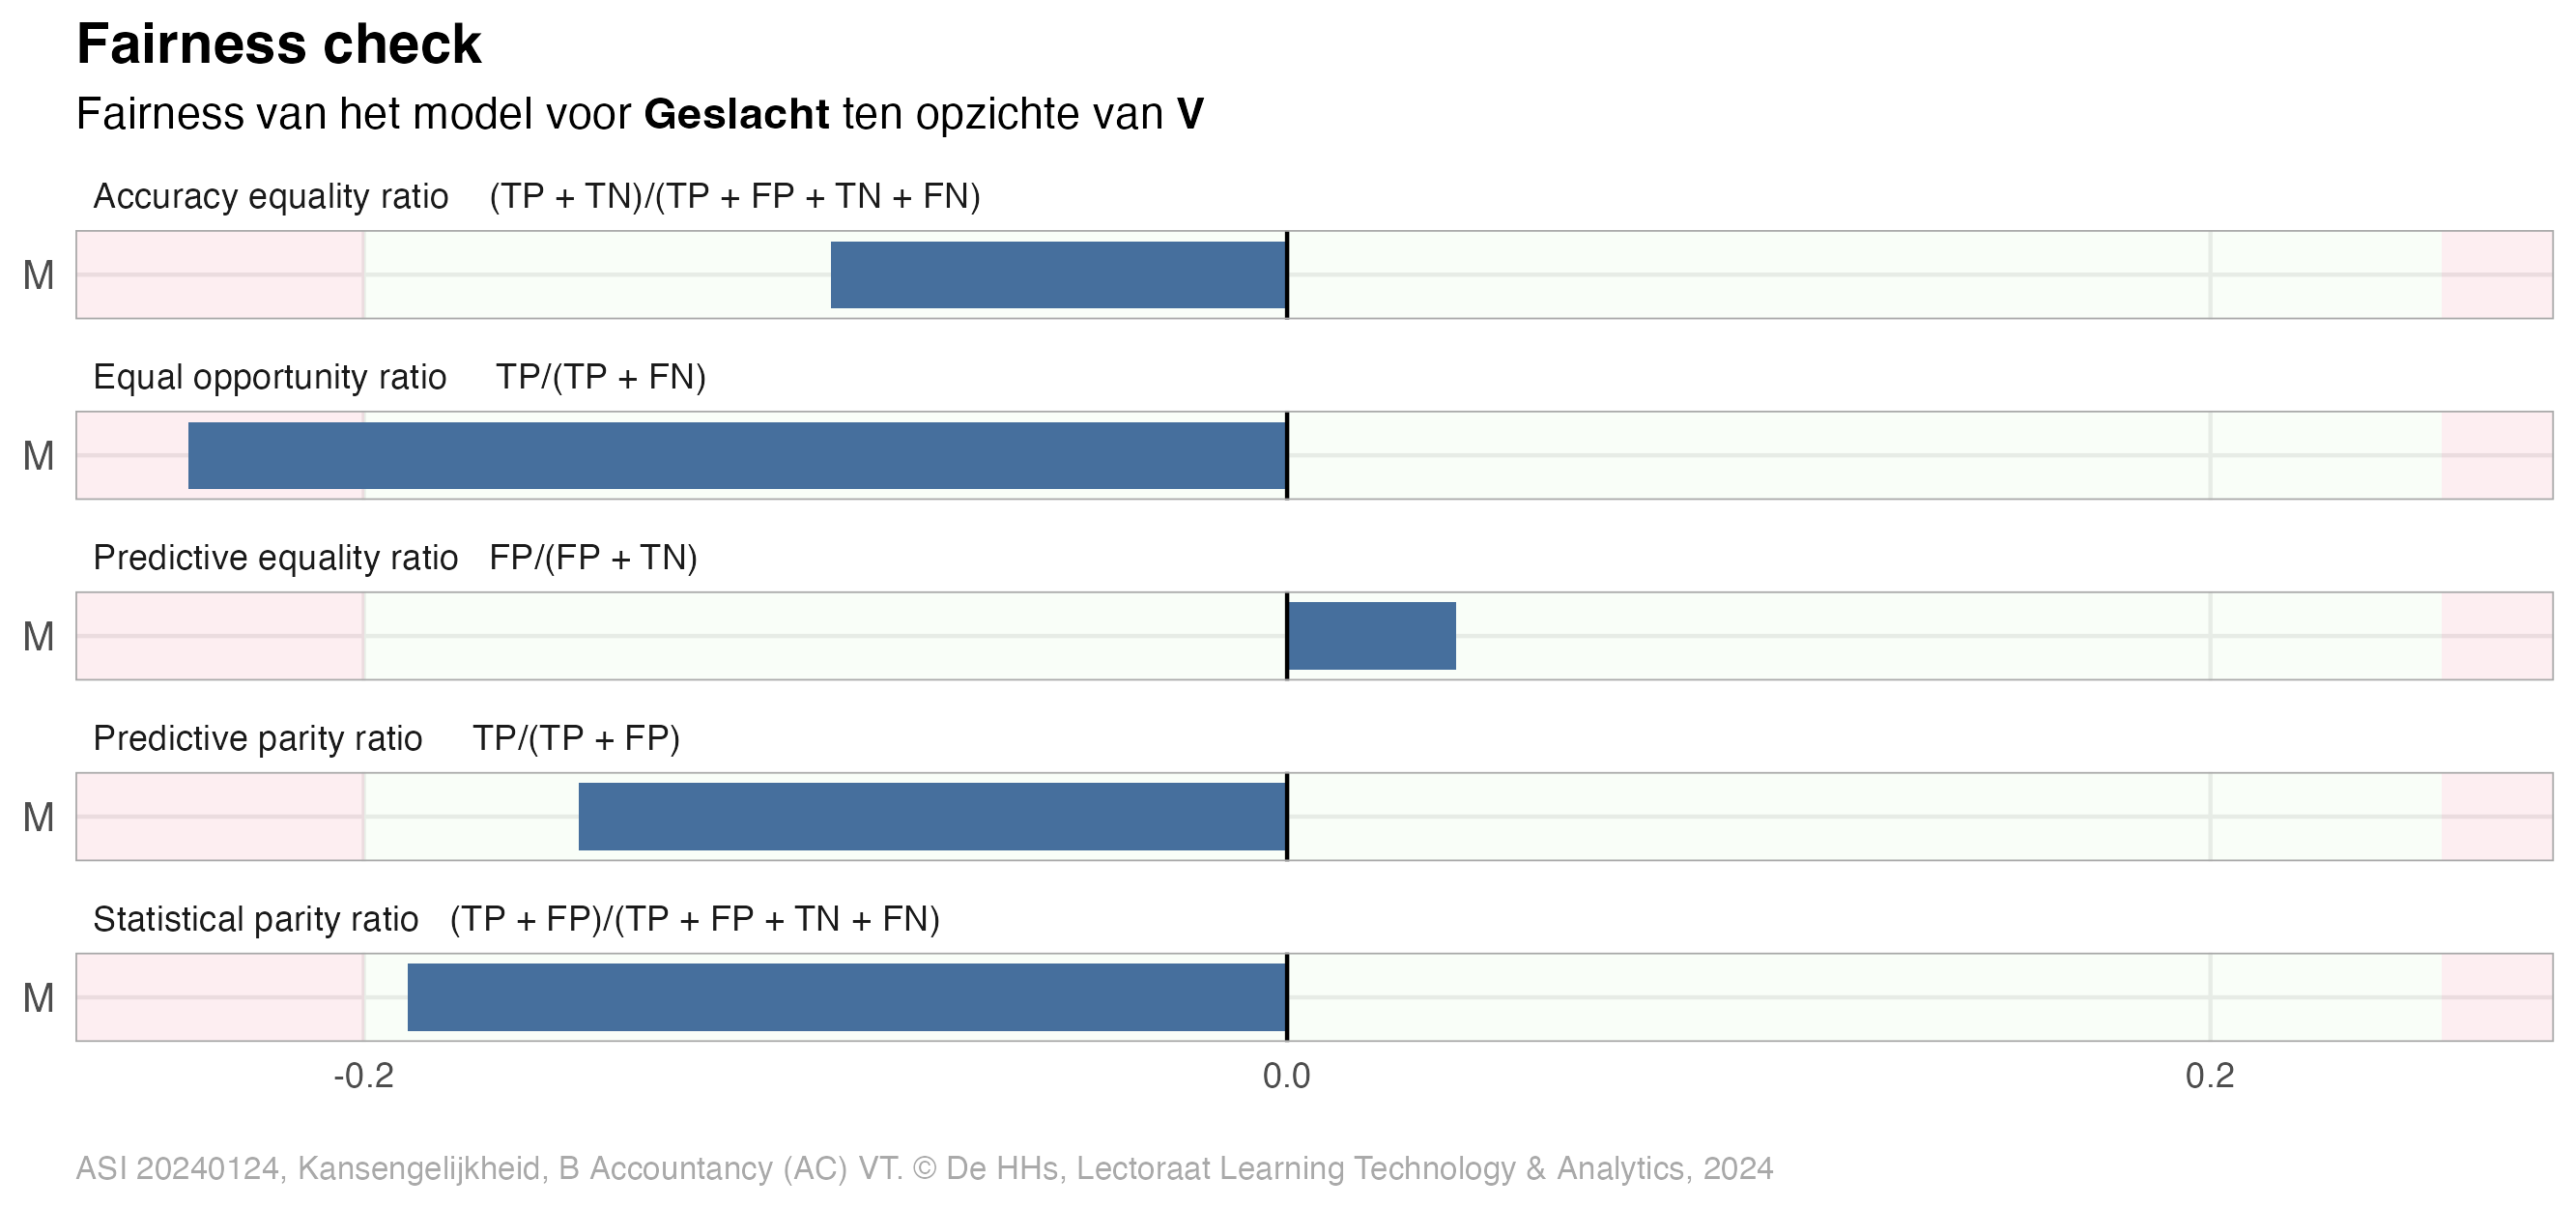 Fairness check
Fairness van het model voor Geslacht ten opzichte van V
Accuracy equality ratio (TP + TN)/(TP + FP + TN + FN)
M
Equal opportunity ratio TP/(TP + FN)
M
Predictive equality ratio FP/(FP + TN)
M
Predictive parity ratio TP/(TP + FP)
M
Statistical parity ratio (TP + FP)/(TP + FP + TN + FN)
M
-0.2 0.0 0.2
ASI 20240124, Kansengelijkheid, B Accountancy (AC) VT. © De HHs, Lectoraat Learning Technology & Analytics, 2024